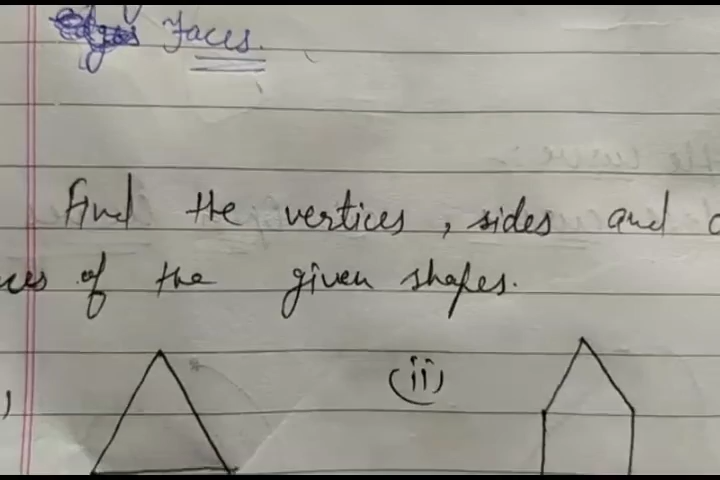 Faces.
Find the vertices, sides and
of the given shapes.
(ii)